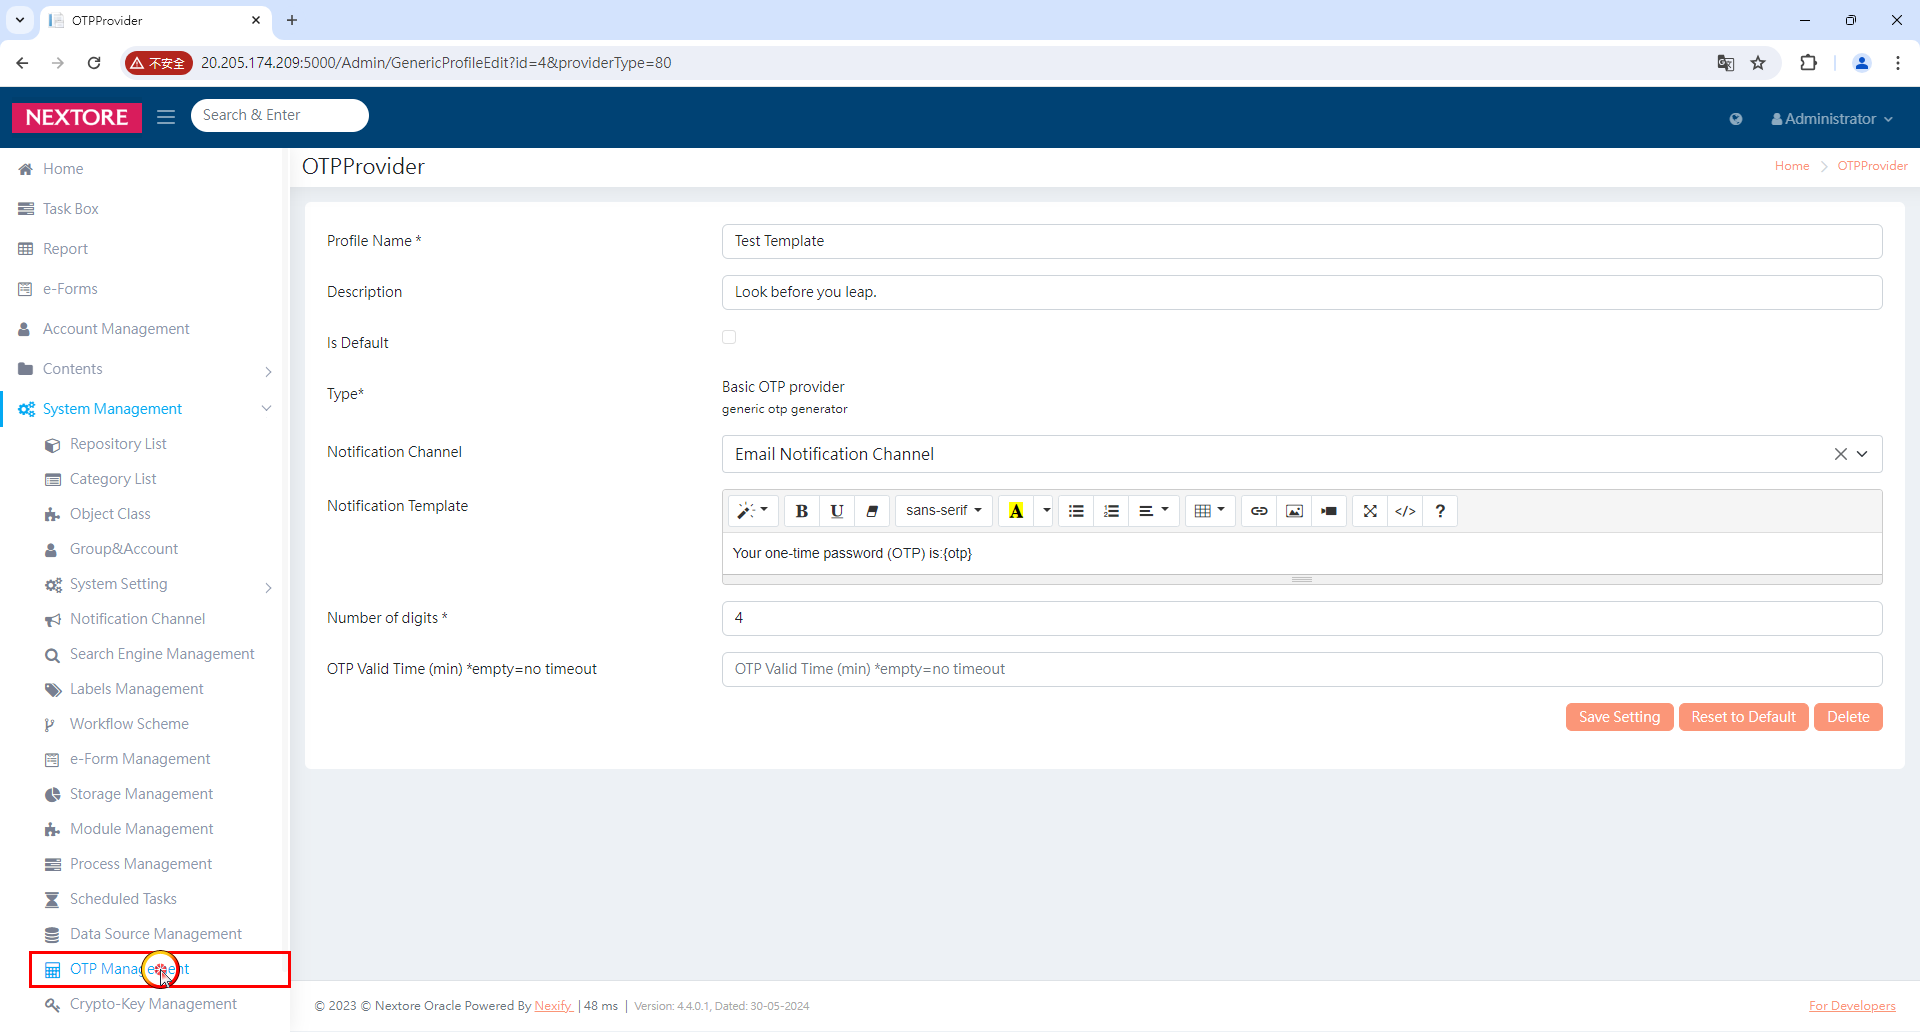 OTPProvider
不安全
20.205.174.209:5000/Admin/GenericProfileEdit?id=4&providerType=80
NEXTORE
Search & Enter
Administrator
OTPProvider
Home
OTPProvider
Home
Task Box
Report
e-Forms
Account Management
Contents
System Management
Repository List
Category List
Object Class
Group&Account
System Setting
Notification Channel
Search Engine Management
Labels Management
Workflow Scheme
e-Form Management
Storage Management
Module Management
Process Management
Scheduled Tasks
Data Source Management
OTP Management
Crypto-Key Management
Profile Name *
Test Template
Description
Look before you leap.
Is Default
Type*
Basic OTP provider
generic otp generator
Notification Channel
Email Notification Channel
Notification Template
B U sans-serif A </> ?
Your one-time password (OTP) is:{otp}
Number of digits *
4
OTP Valid Time (min) *empty=no timeout
OTP Valid Time (min) *empty=no timeout
Save Setting
Reset to Default
Delete
© 2023 © Nextore Oracle Powered By Nexify | 48 ms | Version: 4.4.0.1, Dated: 30-05-2024
For Developers